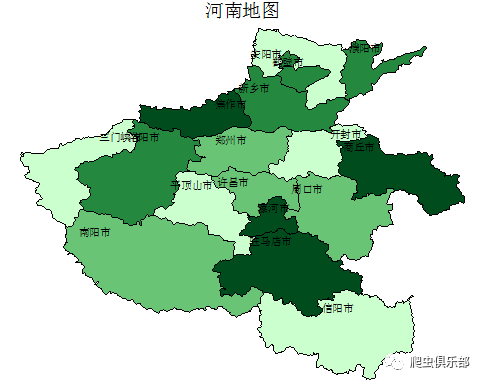 河南地图
安阳市
鹤壁市
濮阳市
新乡市
焦作市
三门峡市
洛阳市
郑州市
开封市
商丘市
平顶山市
许昌市
周口市
漯河市
南阳市
驻马店市
信阳市
爬虫俱乐部